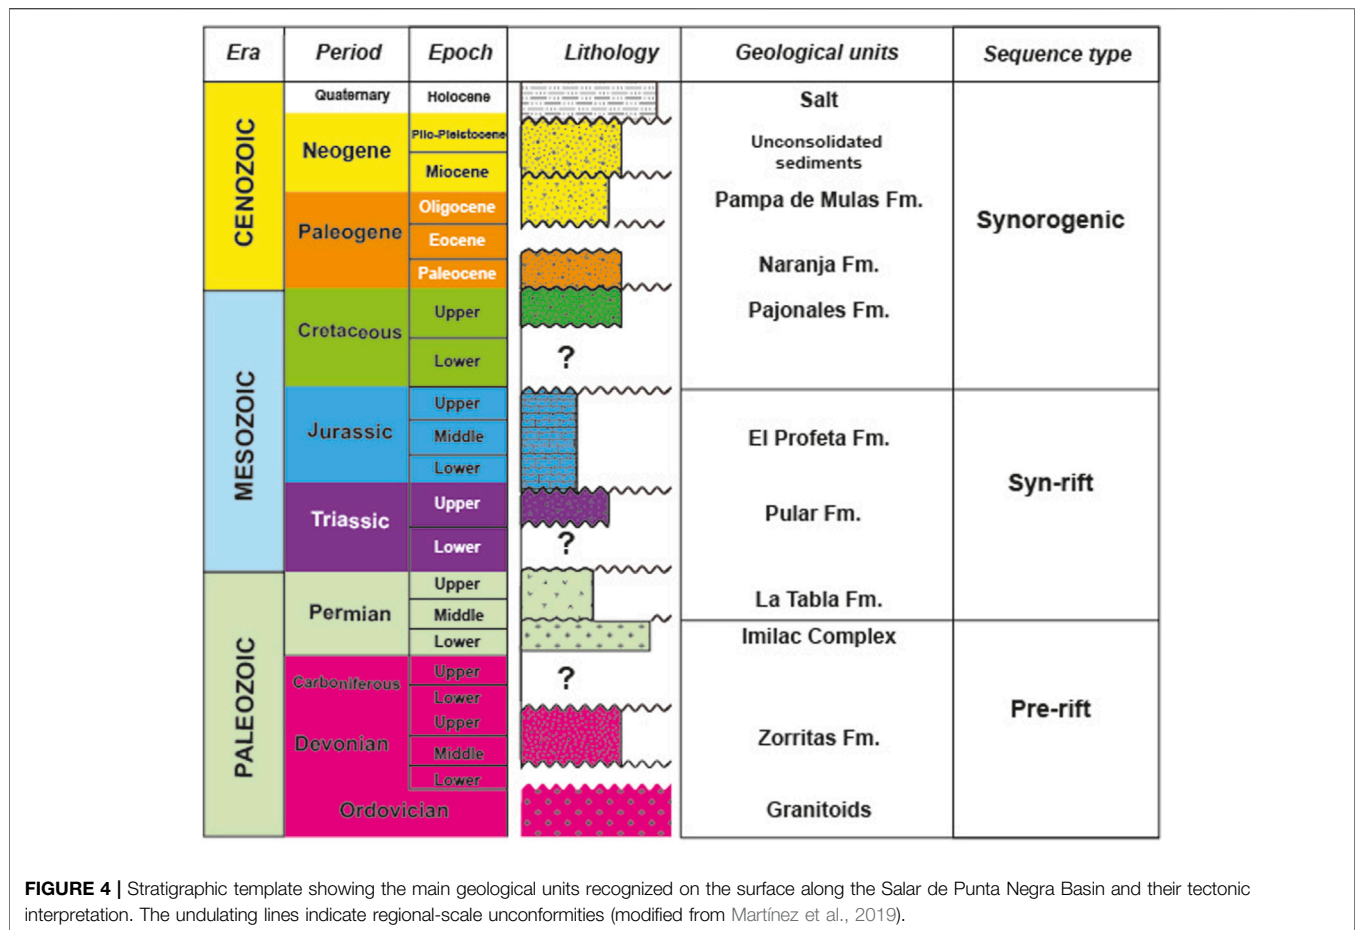 Era Period Epoch Lithology Geological units Sequence type
CENOZOIC
Quaternary Holocene Salt
Neogene
Plio-Pleistocene
Unconsolidated
sediments
Miocene
Pampa de Mulas Fm.
Paleogene
Oligocene
Eocene
Paleocene
Naranja Fm.
Synorogenic
MESOZOIC
Cretaceous
Upper
Pajonales Fm.
Lower
?
Jurassic
Upper
Middle
Lower
El Profeta Fm.
Syn-rift
Triassic
Upper
Pular Fm.
Lower
?
PALEOZOIC
Permian
Upper
Middle
Lower
La Tabla Fm.
Imilac Complex
Carboniferous
Upper
Lower
?
Pre-rift
Devonian
Upper
Middle
Lower
Zorritas Fm.
Ordovician
Granitoids
FIGURE 4 | Stratigraphic template showing the main geological units recognized on the surface along the Salar de Punta Negra Basin and their tectonic
interpretation. The undulating lines indicate regional-scale unconformities (modified from Martínez et al., 2019).